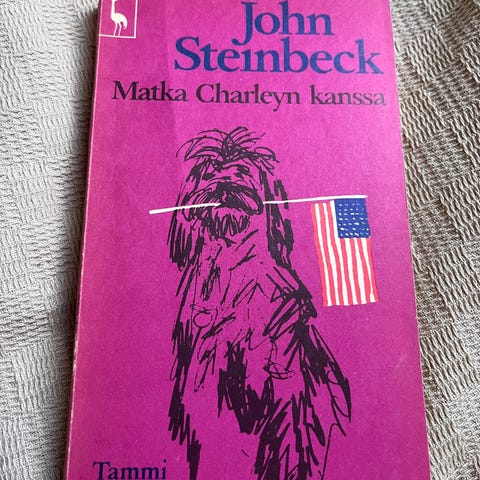 John
Steinbeck
Matka Charleyn kanssa
Tammi